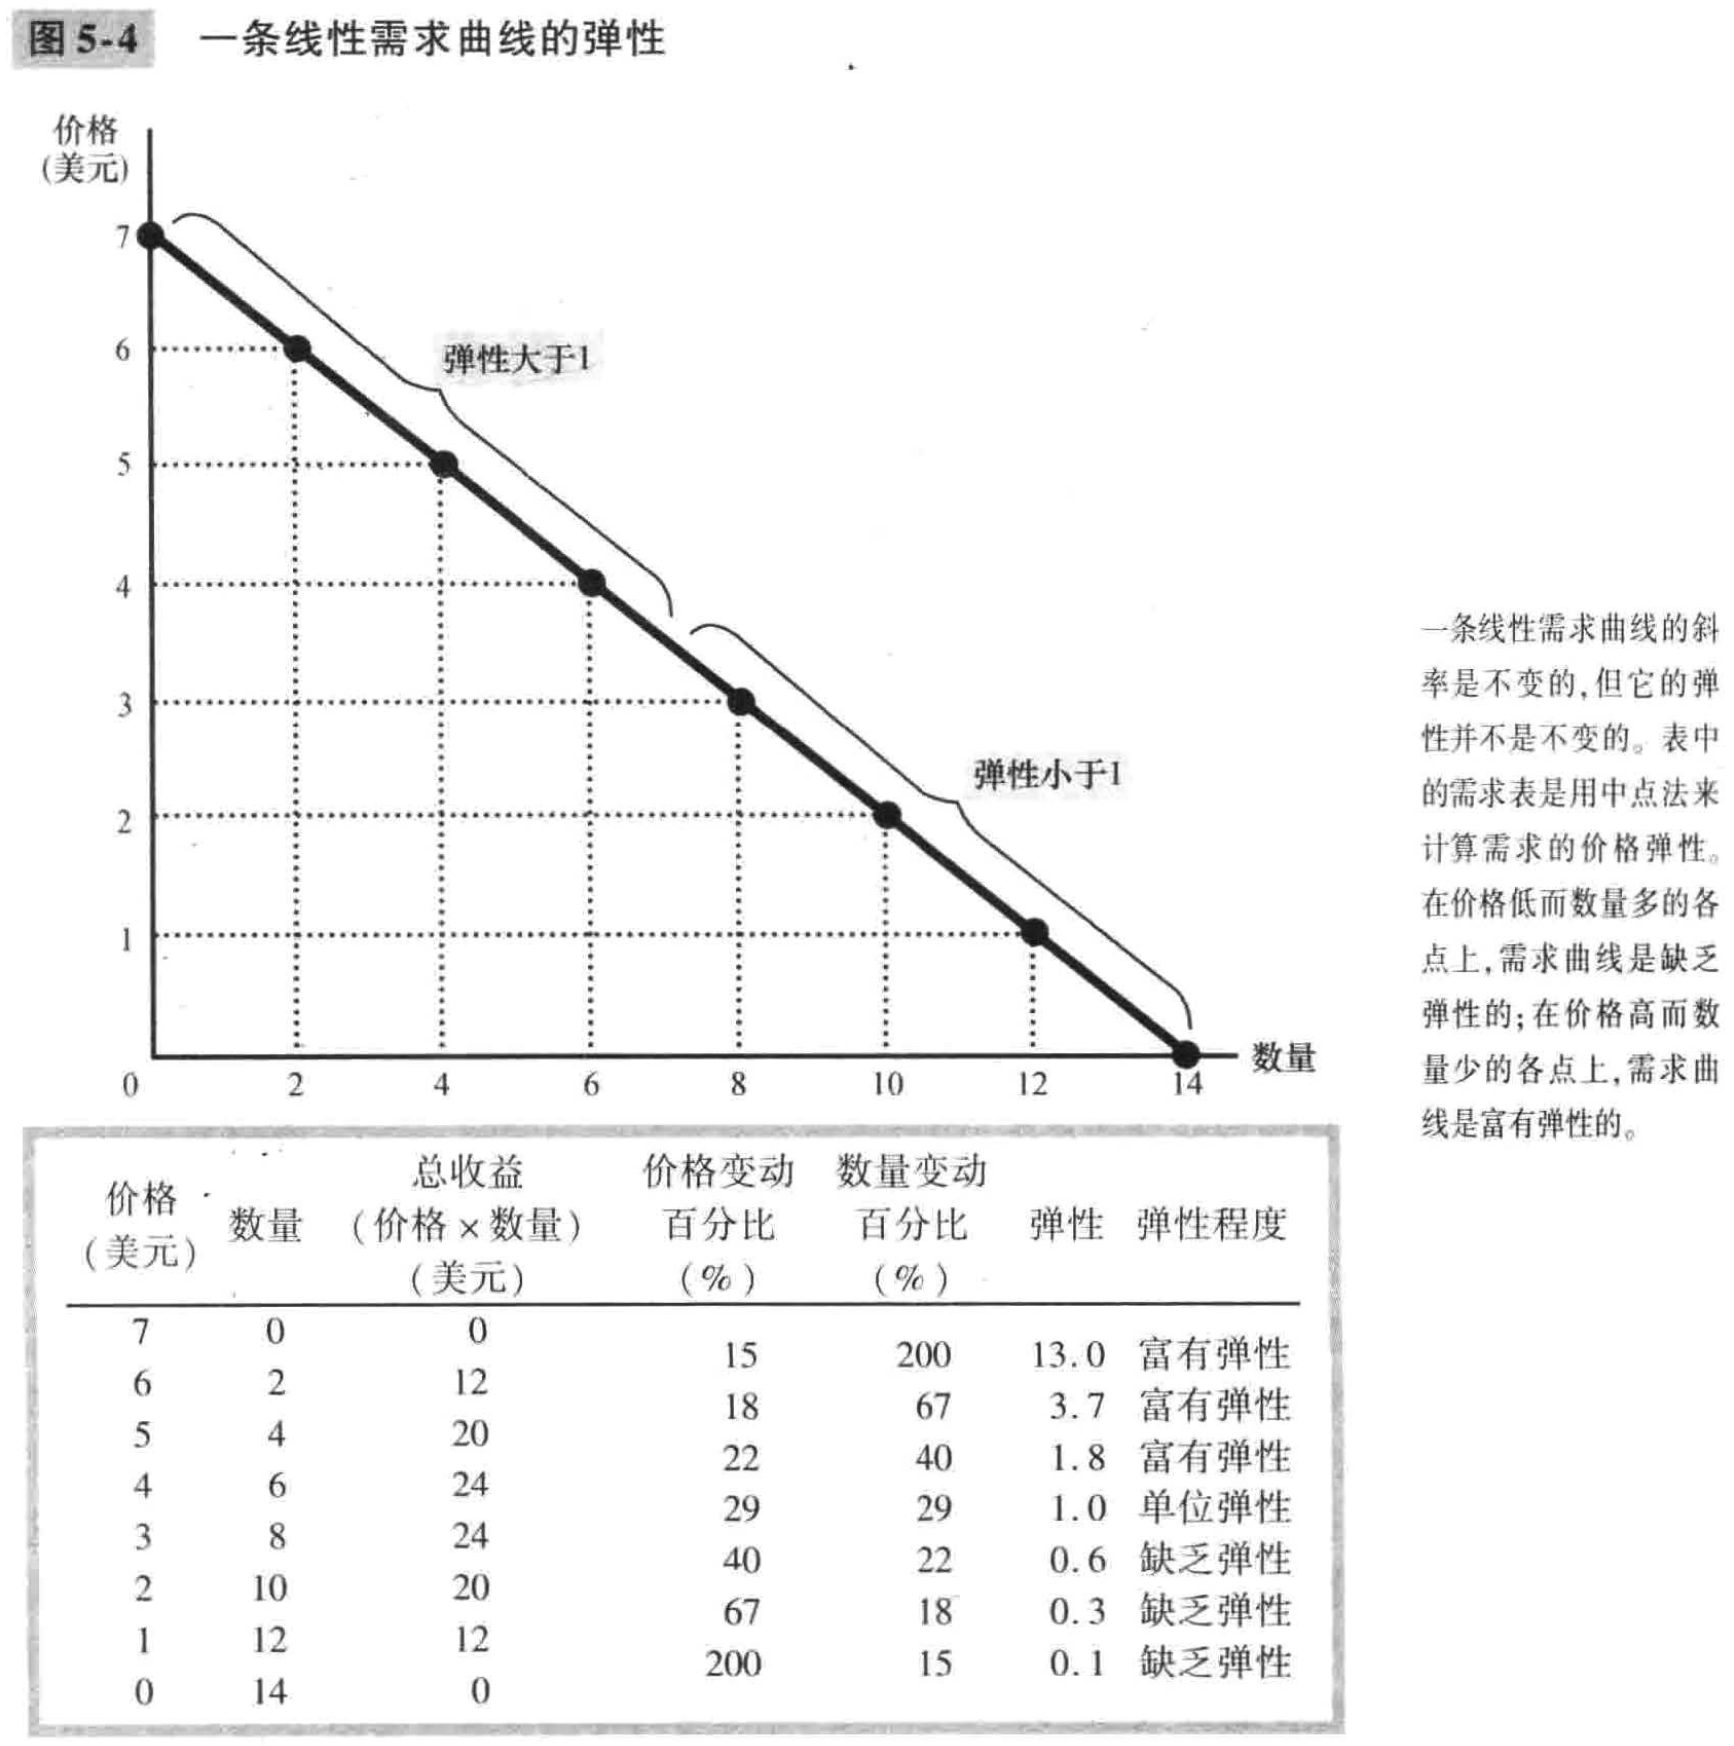 图5-4 一条线性需求曲线的弹性
价格
(美元)
7
6
5
4
3
2
1
0 2 4 6 8 10 12 14
数量
弹性大于1
弹性小于1
一条线性需求曲线的斜
率是不变的,但它的弹
性并不是不变的。表中
的需求表是用中点法来
计算需求的价格弹性。
在价格低而数量多的各
点上,需求曲线是缺乏
弹性的;在价格高而数
量少的各点上,需求曲
线是富有弹性的。
价格(美元) 数量 总收益(价格×数量)(美元) 价格变动百分比(%) 数量变动百分比(%) 弹性 弹性程度
7 0 0
15 200 13.0 富有弹性
6 2 12
18 67 3.7 富有弹性
5 4 20
22 40 1.8 富有弹性
4 6 24
29 29 1.0 单位弹性
3 8 24
40 22 0.6 缺乏弹性
2 10 20
67 18 0.3 缺乏弹性
1 12 12
200 15 0.1 缺乏弹性
0 14 0